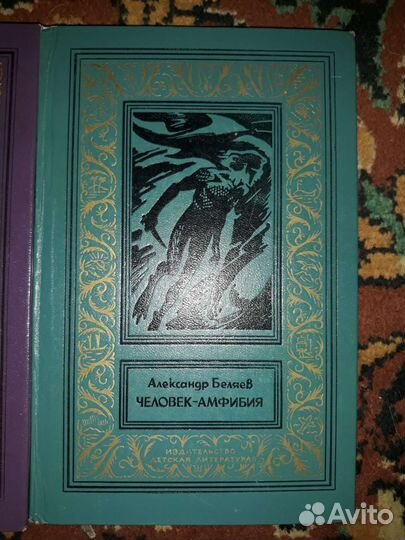 Александр Беляев
ЧЕЛОВЕК-АМФИБИЯ
ИЗДАТЕЛЬСТВО
ДЕТСКАЯ ЛИТЕРАТУРА
Avito